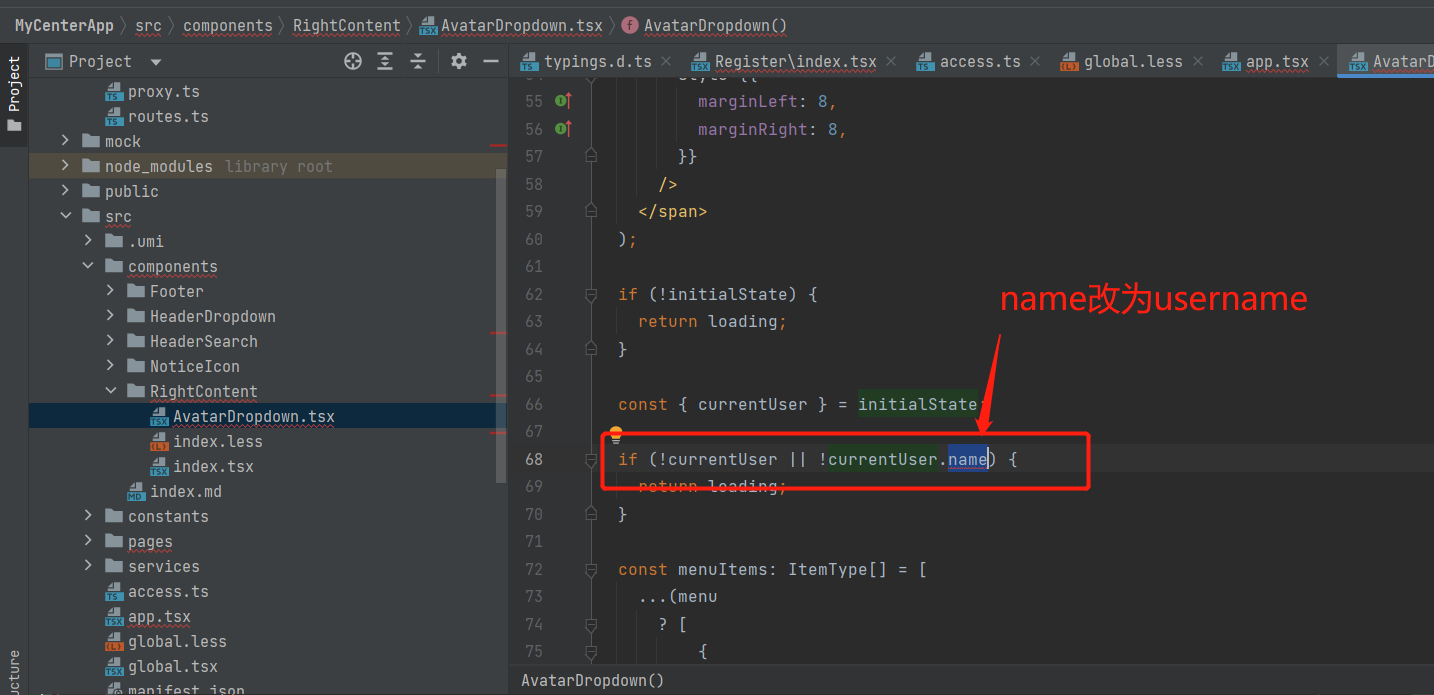 MyCenterApp src components RightContent AvatarDropdown.tsx AvatarDropdown()
Project
Project
typings.d.ts Register\index.tsx access.ts global.less app.tsx AvatarD
proxy.ts
routes.ts
mock
node_modules library root
public
src
.umi
components
Footer
HeaderDropdown
HeaderSearch
NoticeIcon
RightContent
AvatarDropdown.tsx
index.less
index.tsx
index.md
constants
pages
services
access.ts
app.tsx
global.less
global.tsx
manifest.json
55 marginLeft: 8,
56 marginRight: 8,
57 }}
58 />
59 </span>
60 );
61
62 if (!initialState) {
63 return loading;
64 }
65
66 const { currentUser } = initialState;
67
68 if (!currentUser || !currentUser.name) {
69 return loading;
70 }
71
72 const menuItems: ItemType[] = [
73 ...(menu
74 ? [
75 {
name改为username
AvatarDropdown()